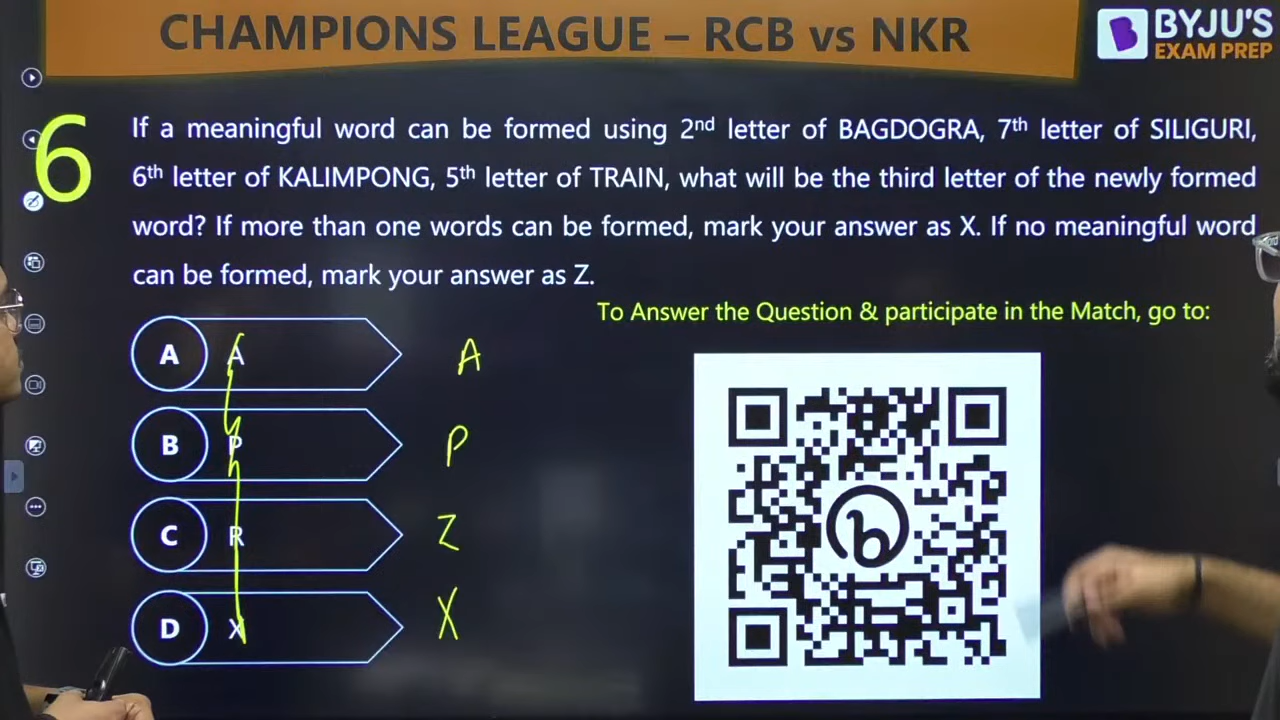 CHAMPIONS LEAGUE – RCB vs NKR
BYJU'S
EXAM PREP
6
If a meaningful word can be formed using 2nd letter of BAGDOGRA, 7th letter of SILIGURI,
6th letter of KALIMPONG, 5th letter of TRAIN, what will be the third letter of the newly formed
word? If more than one words can be formed, mark your answer as X. If no meaningful word
can be formed, mark your answer as Z.
To Answer the Question & participate in the Match, go to:
A A A
B P P
C R Z
D X X
b